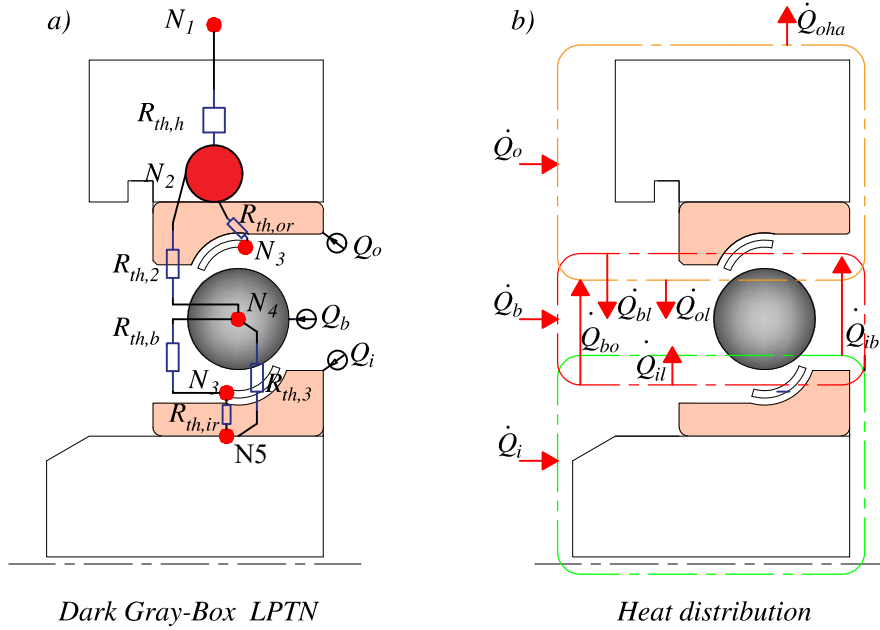 a)
N1
Rth,h
N2
Rth,or
Qo
N3
Rth,2
N4
Qb
Rth,b
Qi
N3
Rth,3
Rth,ir
N5
Dark Gray-Box LPTN
b)
Q̇oha
Q̇o
Q̇b
Q̇bl
Q̇ol
Q̇bo
Q̇ib
Q̇il
Q̇i
Heat distribution